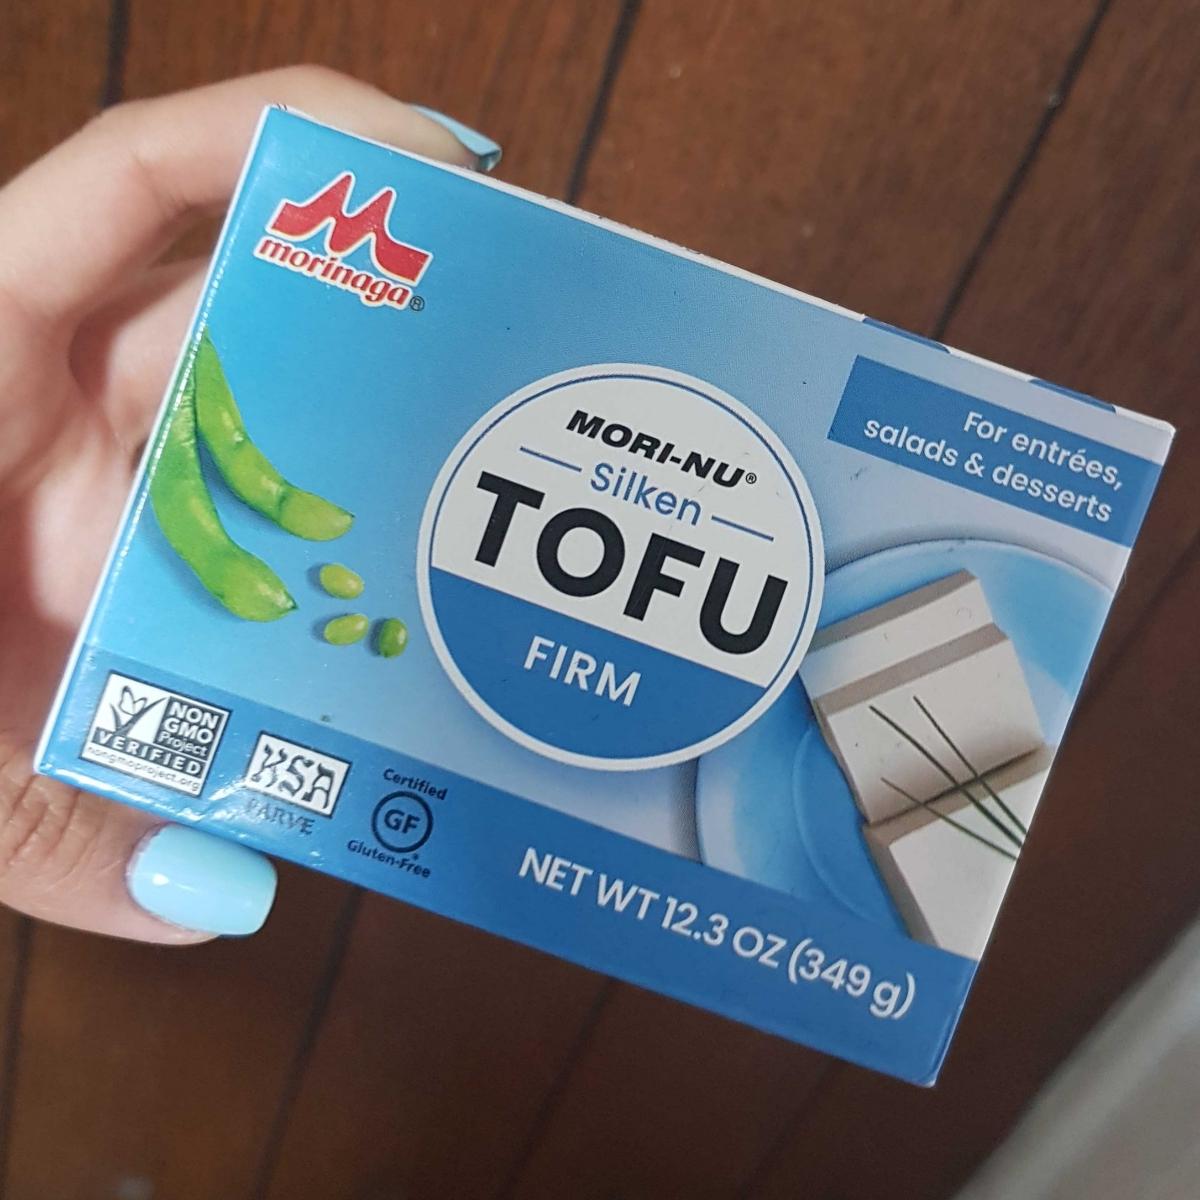 morinaga®
For entrées,
salads & desserts
MORI-NU®
Silken
TOFU
FIRM
NON
GMO
Project
VERIFIED
nongmoproject.org
KSA
PARVE
Certified
GF
Gluten-Free
NET WT 12.3 OZ (349 g)